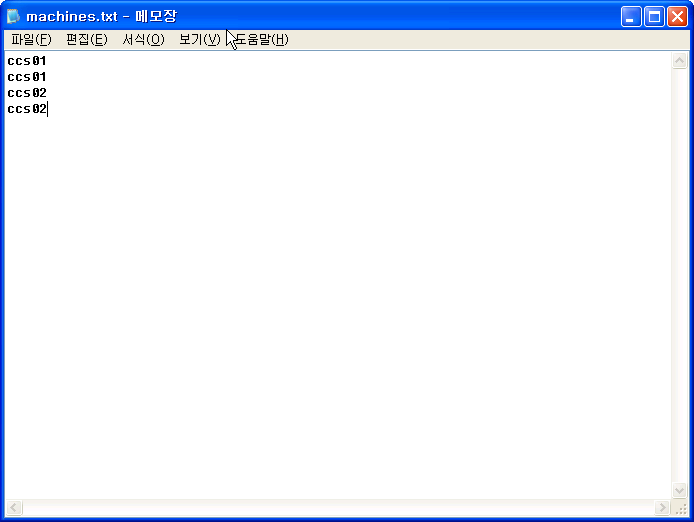 machines.txt - 메모장
파일(F) 편집(E) 서식(O) 보기(V) 도움말(H)
ccs01
ccs01
ccs02
ccs02